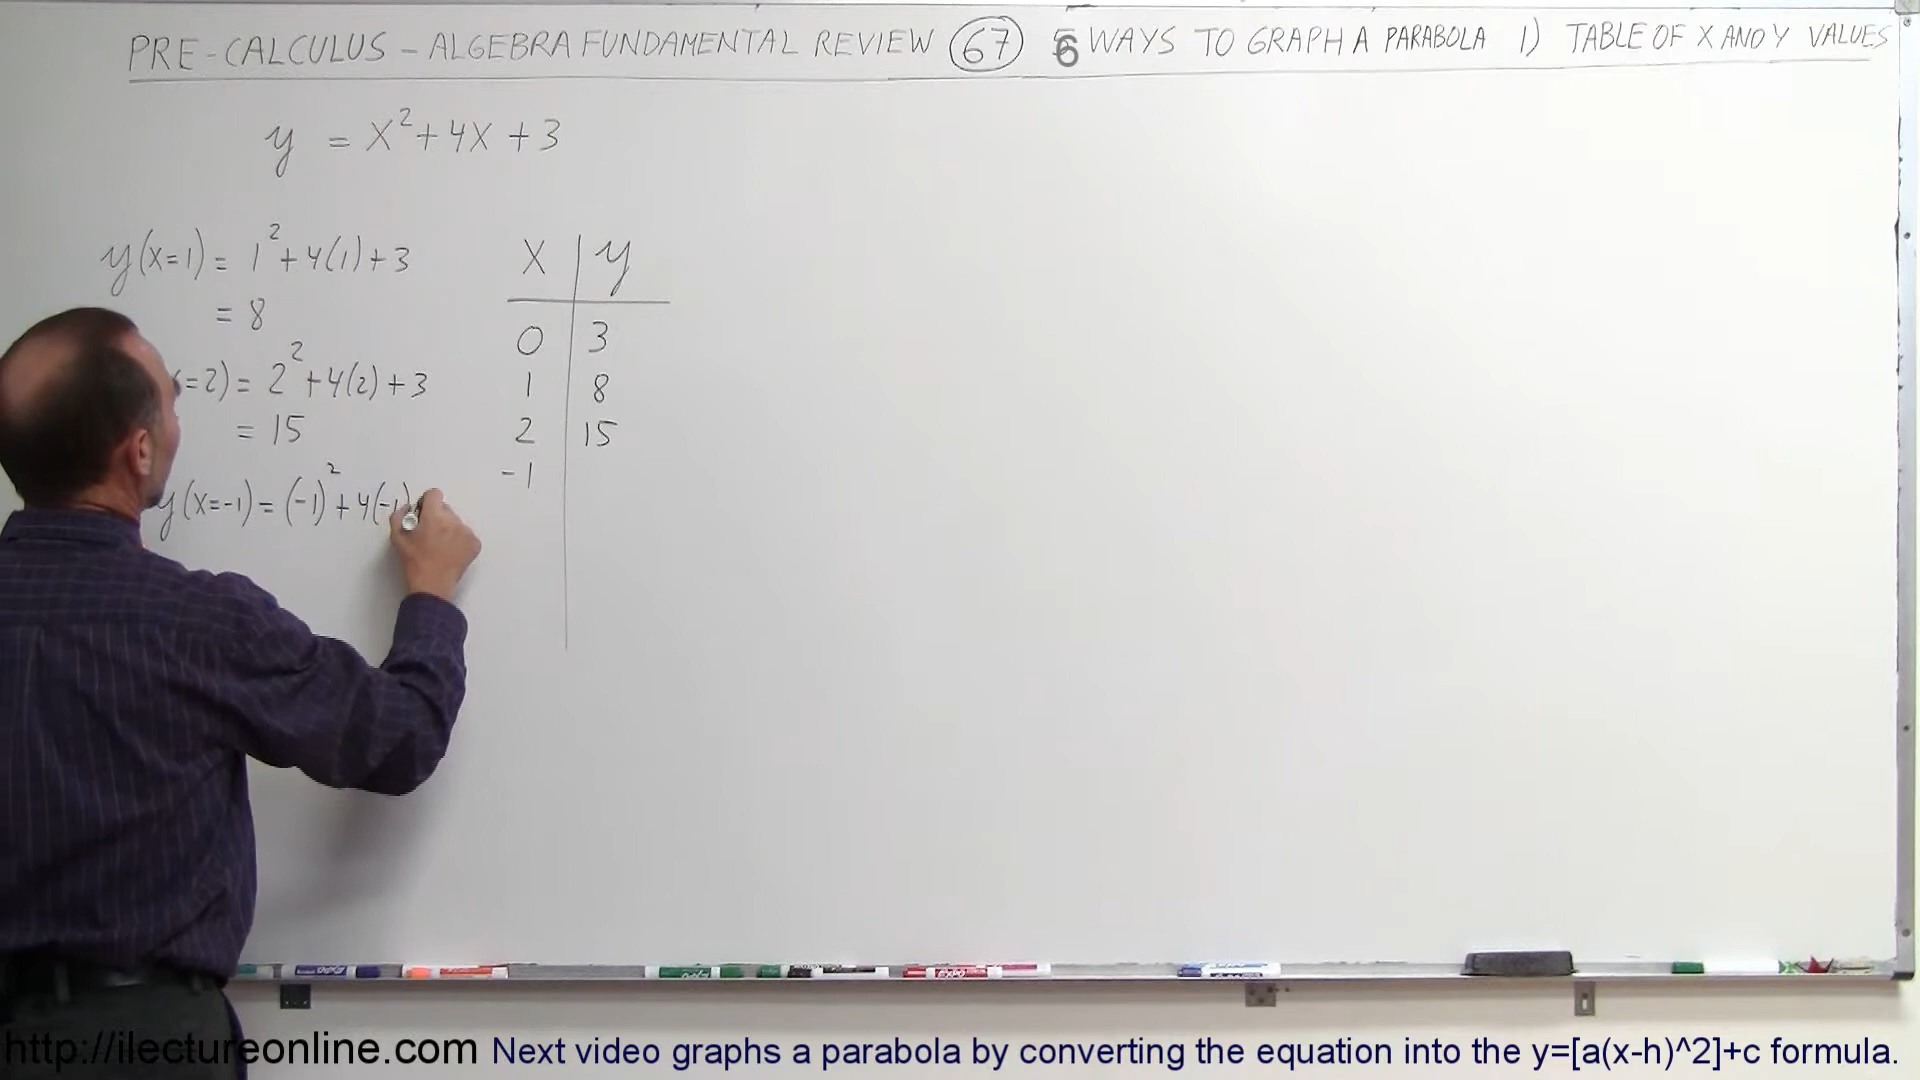 PRE-CALCULUS - ALGEBRA FUNDAMENTAL REVIEW 67 6 WAYS TO GRAPH A PARABOLA 1) TABLE OF X AND Y VALUES
y = x² + 4x + 3
y(x=1) = 1² + 4(1) + 3
= 8
=2) = 2² + 4(2) + 3
= 15
y(x=-1) = (-1)² + 4(-1)
x y
0 3
1 8
2 15
-1
EXPO
http://ilectureonline.com Next video graphs a parabola by converting the equation into the y=[a(x-h)^2]+c formula.